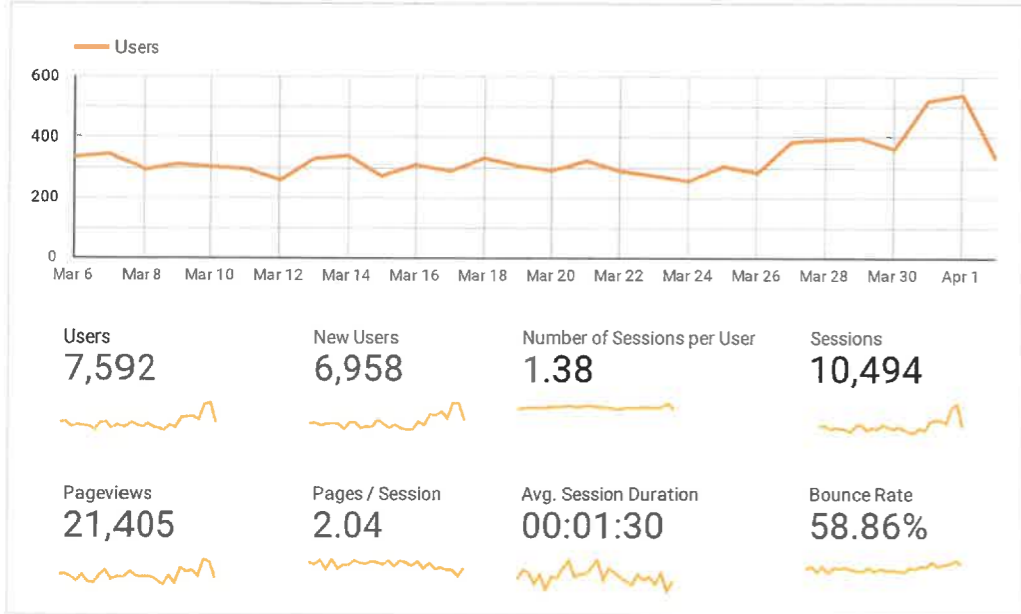 Users
600
400
200
0
Mar 6 Mar 8 Mar 10 Mar 12 Mar 14 Mar 16 Mar 18 Mar 20 Mar 22 Mar 24 Mar 26 Mar 28 Mar 30 Apr 1
Users New Users Number of Sessions per User Sessions
7,592 6,958 1.38 10,494
Pageviews Pages / Session Avg. Session Duration Bounce Rate
21,405 2.04 00:01:30 58.86%